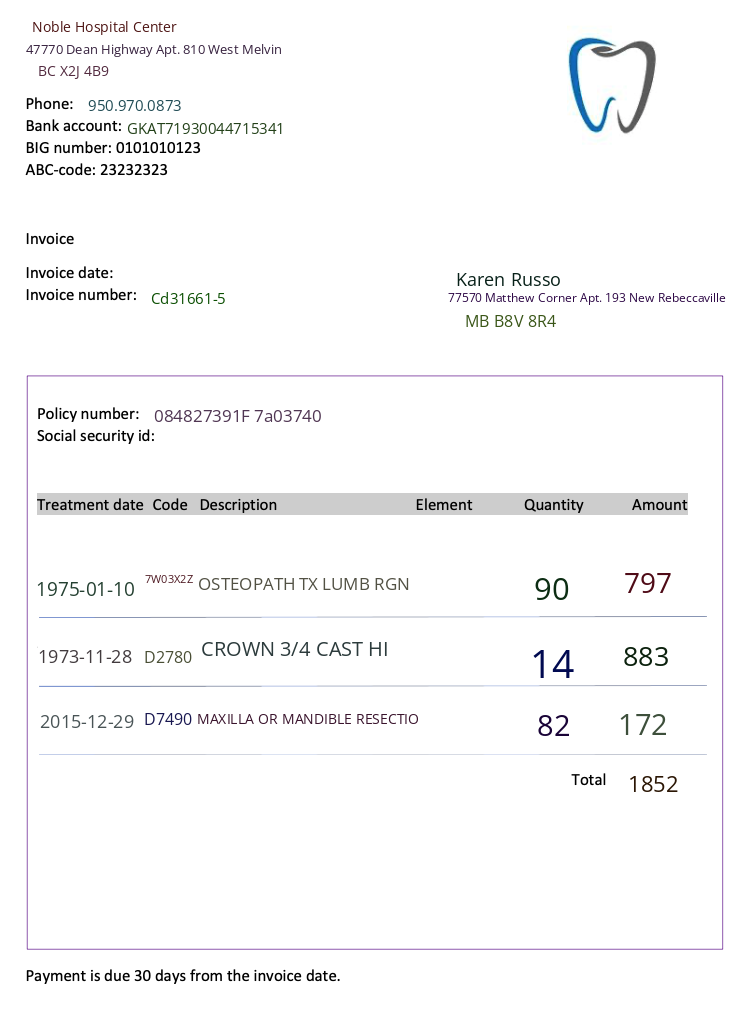 Noble Hospital Center
47770 Dean Highway Apt. 810 West Melvin
BC X2J 4B9
Phone: 950.970.0873
Bank account: GKAT71930044715341
BIG number: 0101010123
ABC-code: 23232323
Invoice
Invoice date:
Invoice number: Cd31661-5
Karen Russo
77570 Matthew Corner Apt. 193 New Rebeccaville
MB B8V 8R4
Policy number: 084827391F 7a03740
Social security id:
Treatment date Code Description Element Quantity Amount
1975-01-10 7W03X2Z OSTEOPATH TX LUMB RGN 90 797
1973-11-28 D2780 CROWN 3/4 CAST HI 14 883
2015-12-29 D7490 MAXILLA OR MANDIBLE RESECTIO 82 172
Total 1852
Payment is due 30 days from the invoice date.